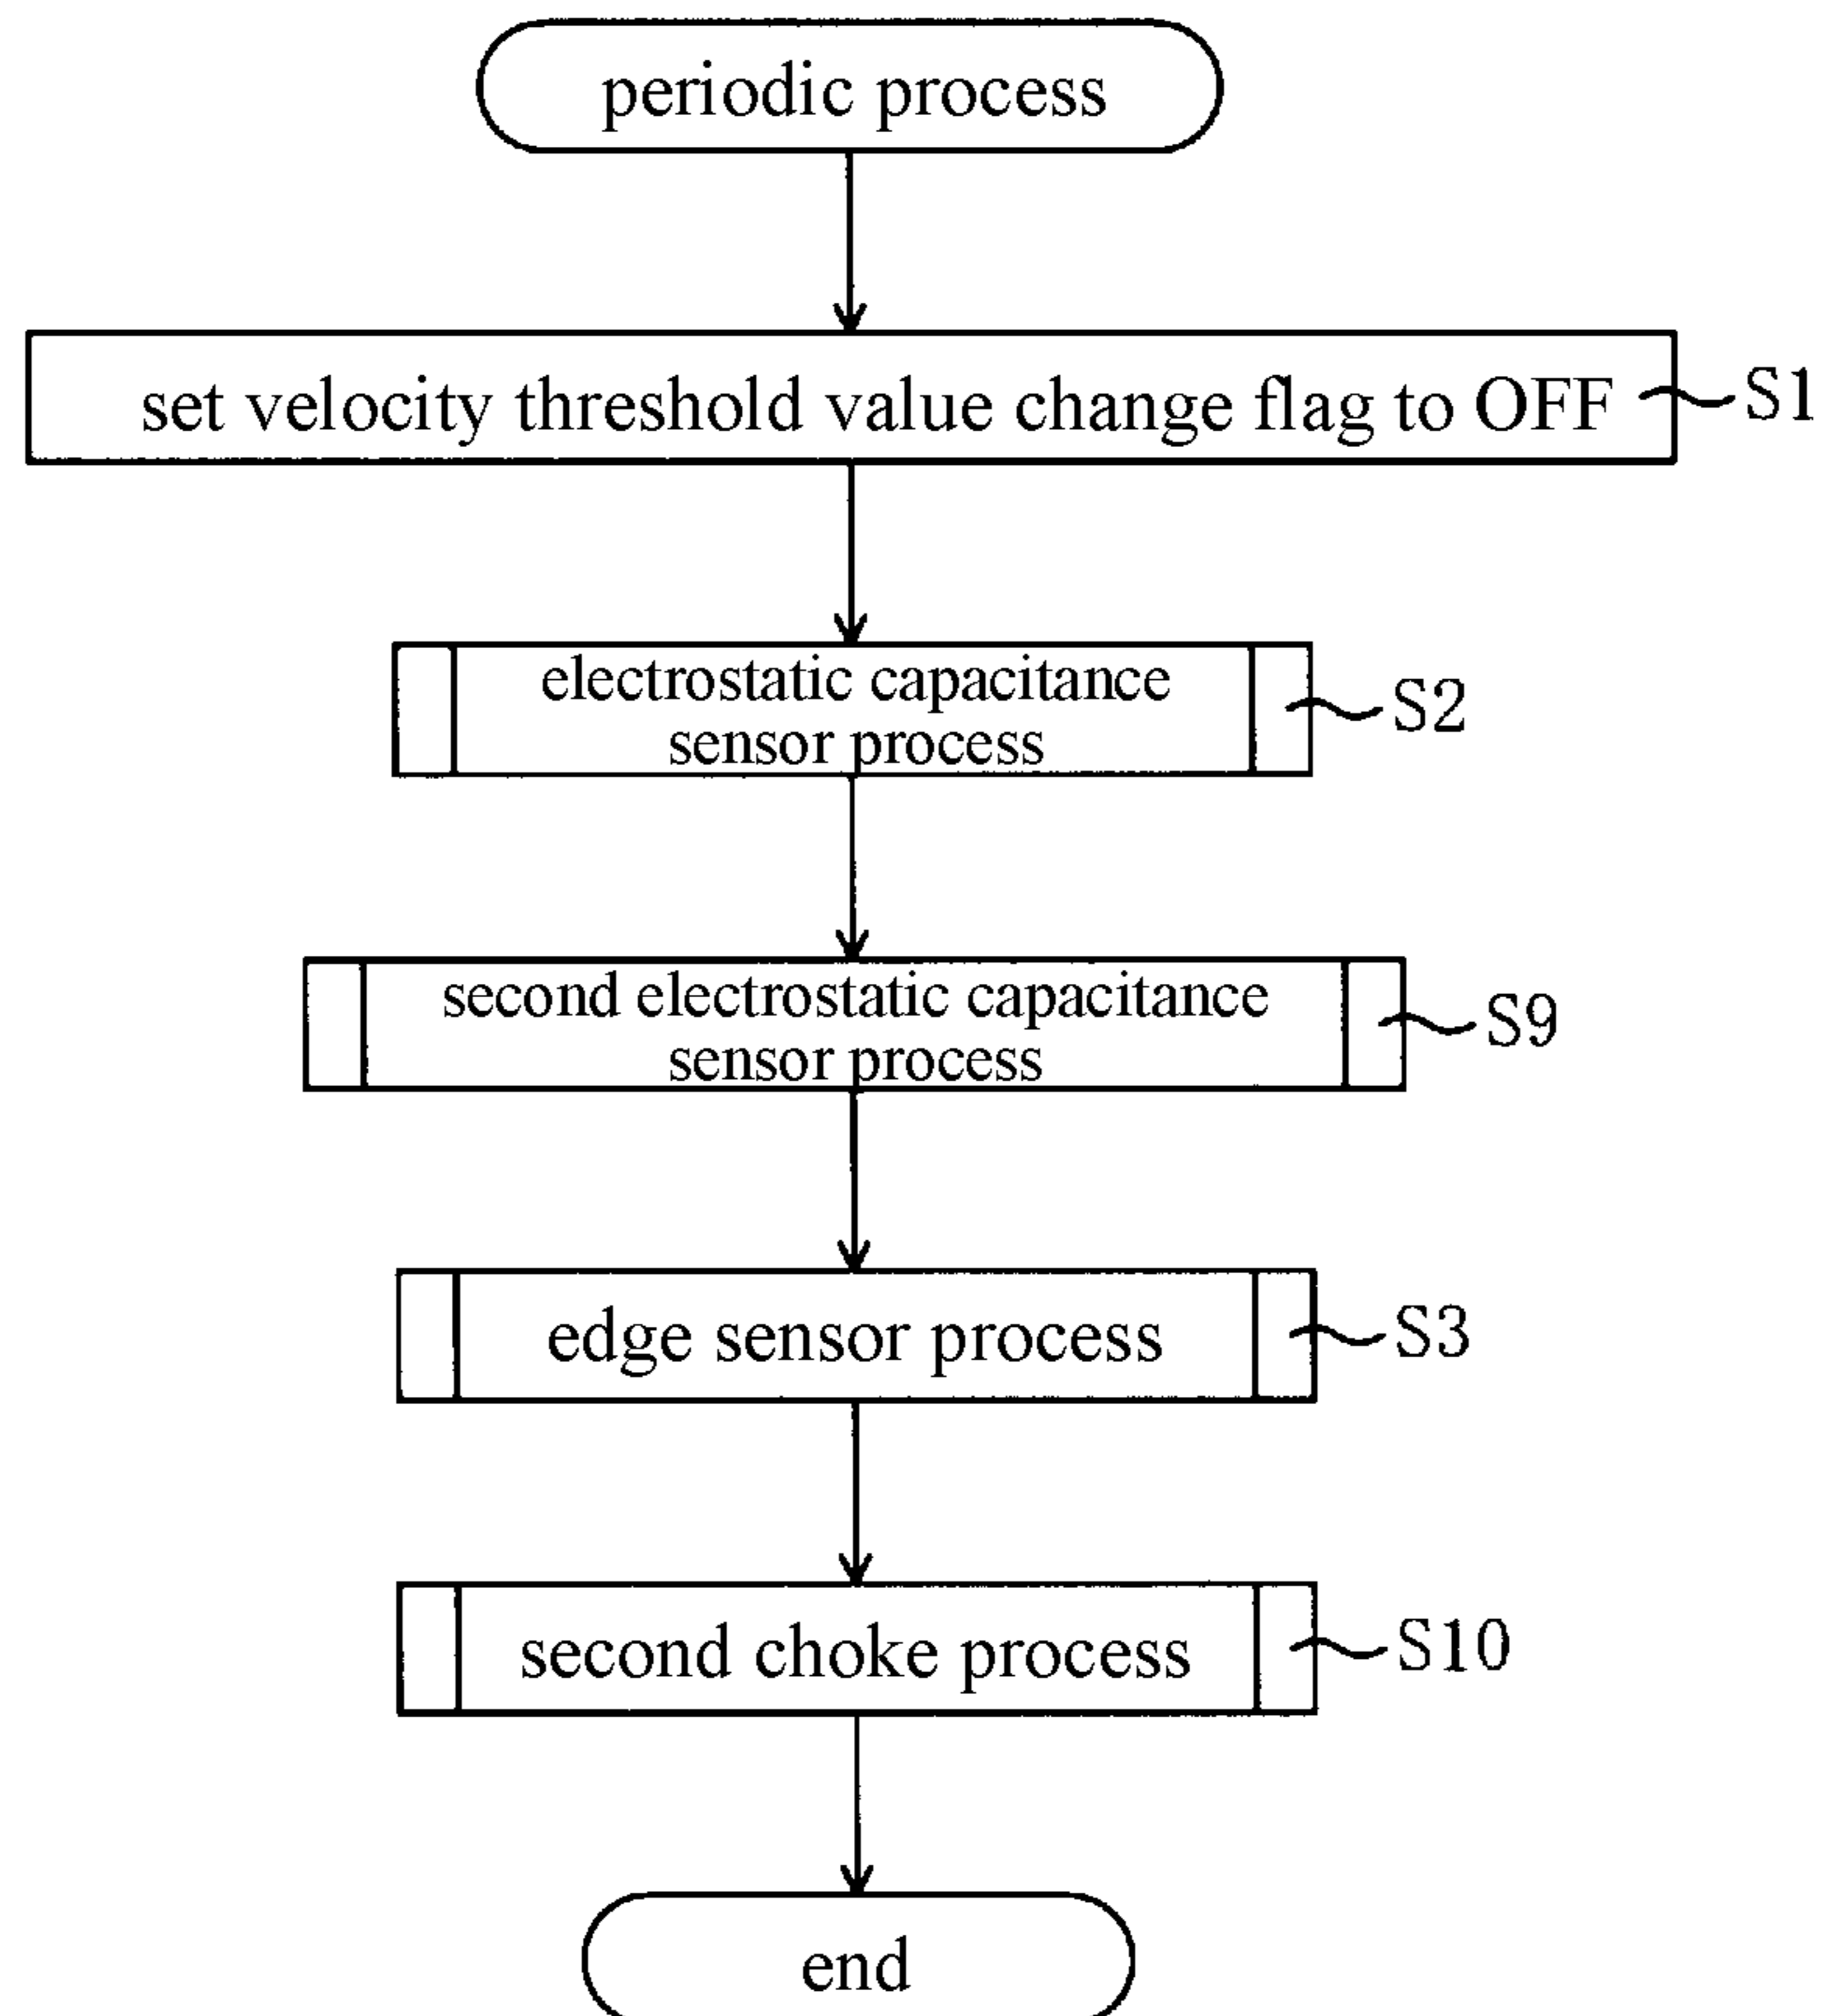 periodic process
set velocity threshold value change flag to OFF
S1
electrostatic capacitance
sensor process
S2
second electrostatic capacitance
sensor process
S9
edge sensor process
S3
second choke process
S10
end